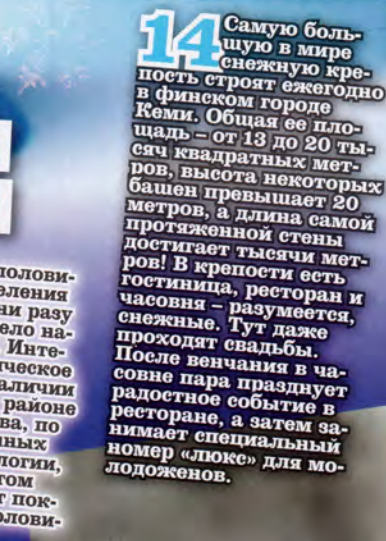 14 Самую боль-
шую в мире
снежную кре-
пость строят ежегодно
в финском городе
Кеми. Общая ее пло-
щадь – от 13 до 20 ты-
сяч квадратных мет-
ров, высота некоторых
башен превышает 20
метров, а длина самой
протяженной стены
достигает тысячи мет-
ров! В крепости есть
гостиница, ресторан и
часовня – разумеется,
снежные. Тут даже
проходят свадьбы.
После венчания в ча-
совне пара празднует
радостное событие в
ресторане, а затем за-
нимает специальный
номер «люкс» для мо-
лодоженов.
полови-
еления
ни разу
ело на-
Инте-
ическое
аличии
районе
ва, по
нных
логии,
том
т пок-
олови-